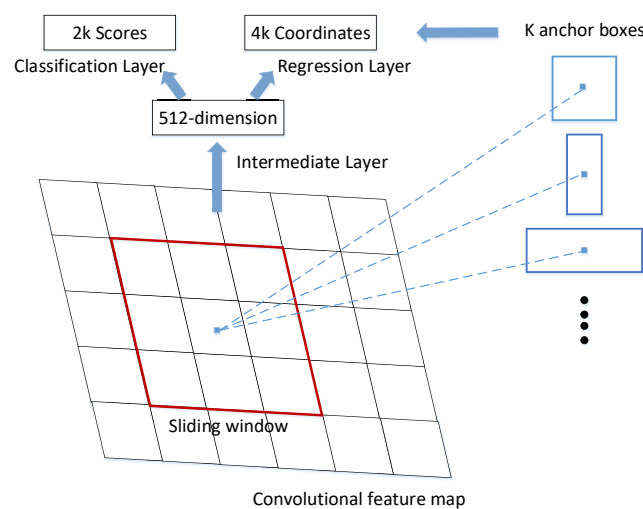 2k Scores
4k Coordinates
K anchor boxes
Classification Layer
Regression Layer
512-dimension
Intermediate Layer
Sliding window
Convolutional feature map